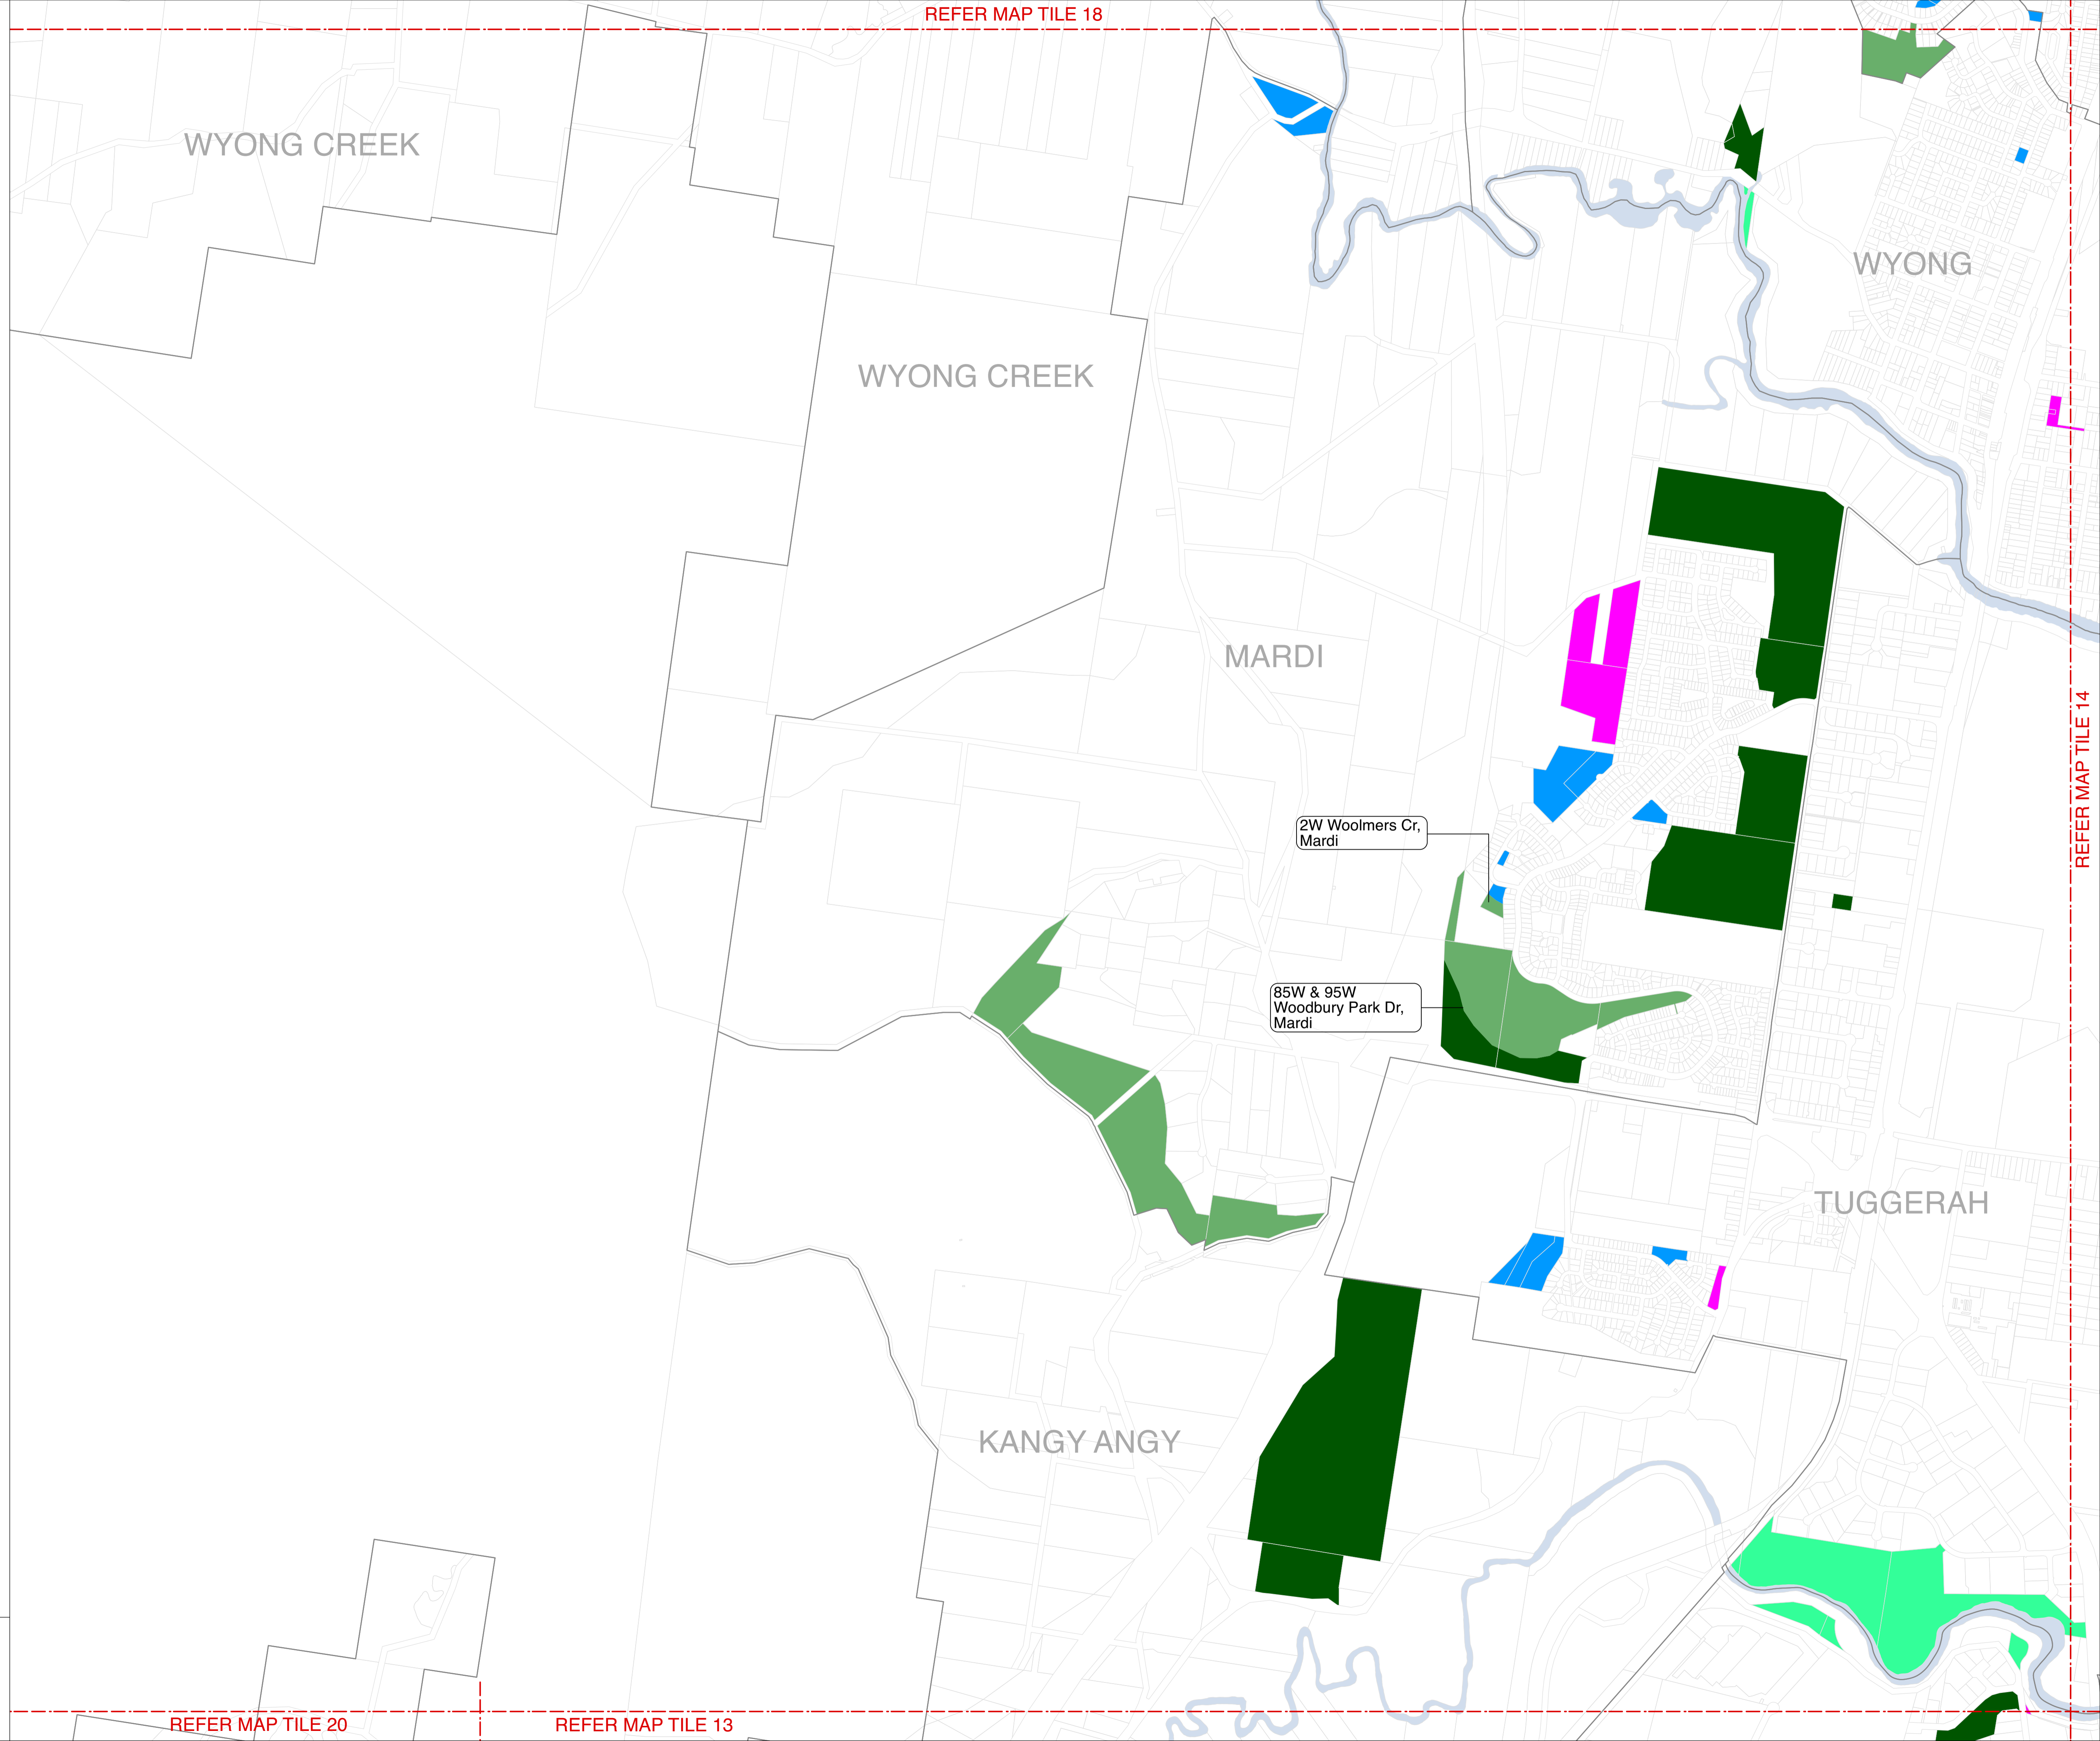 REFER MAP TILE 18
WYONG CREEK
WYONG
WYONG CREEK
MARDI
REFER MAP TILE 14
2W Woolmers Cr,
Mardi
85W & 95W
Woodbury Park Dr,
Mardi
TUGGERAH
KANGY ANGY
REFER MAP TILE 20
REFER MAP TILE 13